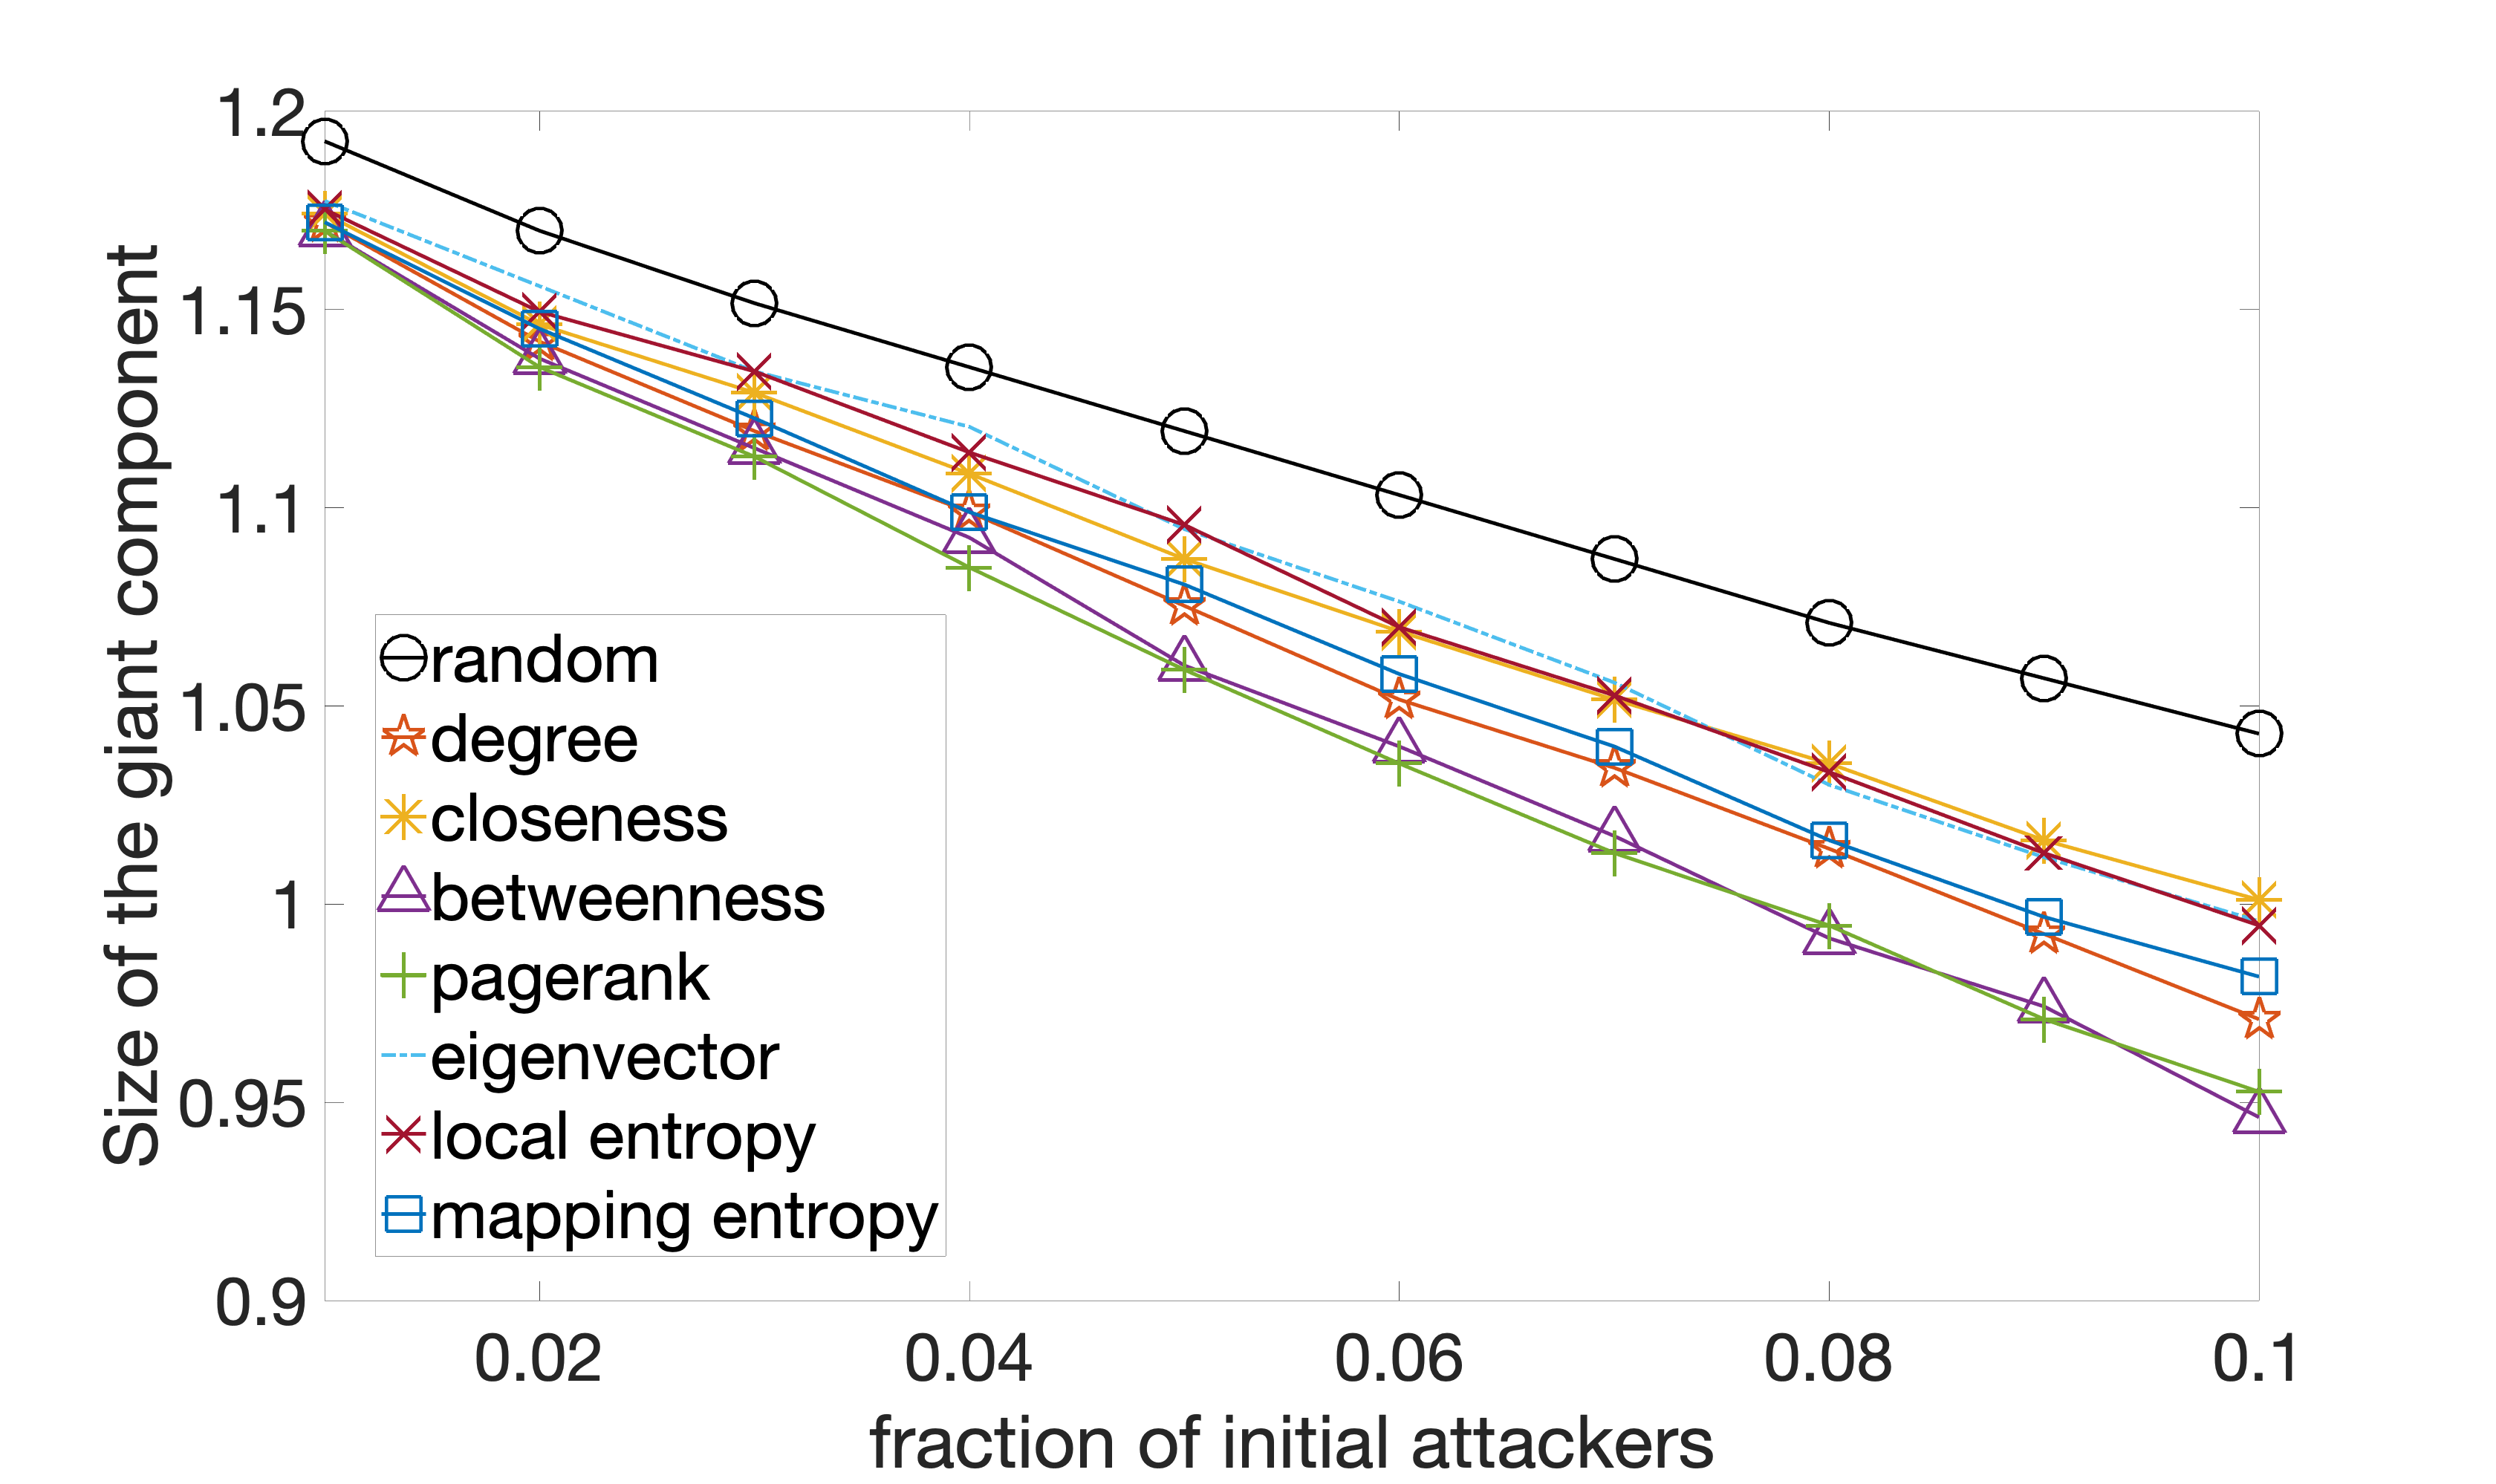 Size of the giant component
1.2
1.15
1.1
1.05
1
0.95
0.9
random
degree
closeness
betweenness
pagerank
eigenvector
local entropy
mapping entropy
0.02 0.04 0.06 0.08 0.1
fraction of initial attackers